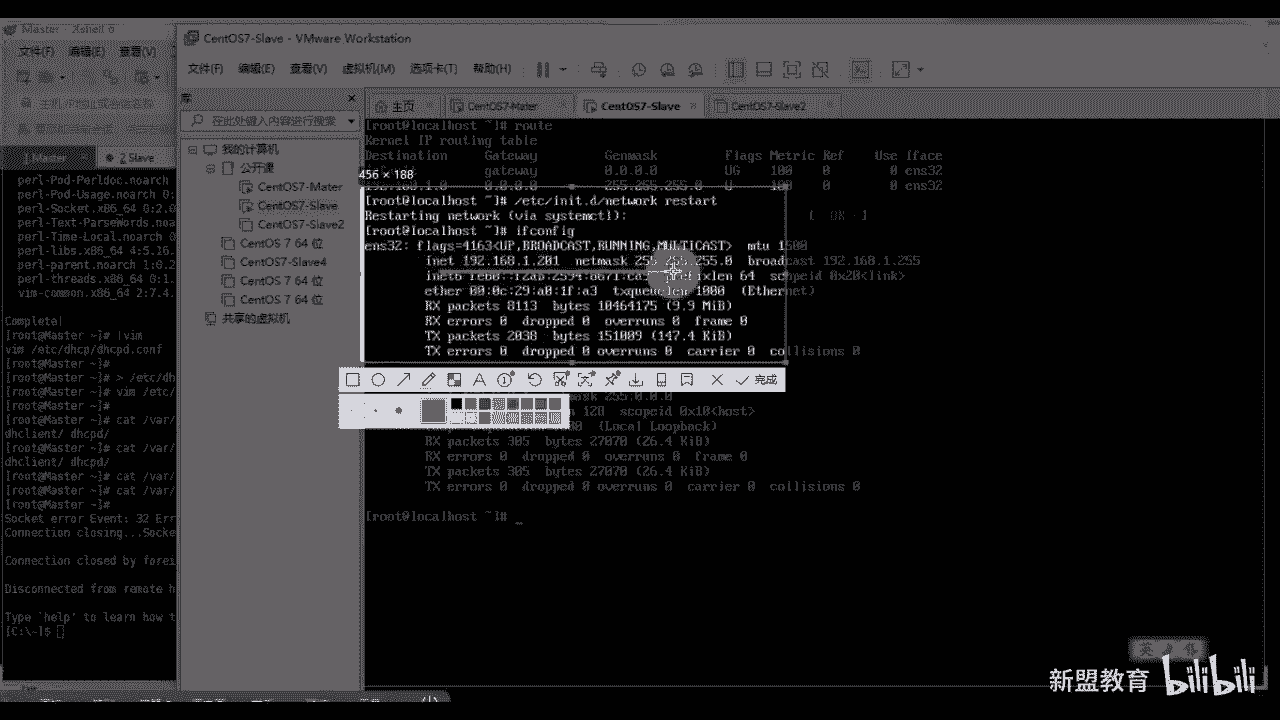 Master - Xshell 6
CentOS7-Slave - VMware Workstation
文件(F) 编辑(E) 查看(V)
文件(F) 编辑(E) 查看(V) 虚拟机(M) 选项卡(T) 帮助(H)
库
主页 CentOS7-Mater CentOS7-Slave CentOS7-Slave2
在此处键入内容进行搜索
1 Master 2 Slave
我的计算机
公开课
CentOS7-Mater
CentOS7-Slave
CentOS7-Slave2
CentOS 7 64 位
CentOS7-Slave4
CentOS 7 64 位
CentOS 7 64 位
共享的虚拟机
perl-Pod-Perldoc.noarch
perl-Pod-Usage.noarch 0:
perl-Socket.x86_64 0:2.0
perl-Text-ParseWords.noa
perl-Time-Local.noarch 0
perl-libs.x86_64 4:5.16.
perl-parent.noarch 1:0.2
perl-threads.x86_64 0:1.
vim-common.x86_64 2:7.4.
Complete!
[root@Master ~]# !vim
vim /etc/dhcp/dhcpd.conf
[root@Master ~]#
[root@Master ~]# > /etc/dh
[root@Master ~]# vim /etc/
[root@Master ~]#
[root@Master ~]# cat /var/
dhclient/ dhcpd/
[root@Master ~]# cat /var/
dhclient/ dhcpd/
[root@Master ~]# cat /var/
[root@Master ~]# cat /var/
[root@Master ~]#
Socket error Event: 32 Err
Connection closing...Socke
Connection closed by forei
Disconnected from remote h
Type `help' to learn how t
[C:\~]$
[root@localhost ~]# route
Kernel IP routing table
Destination Gateway Genmask Flags Metric Ref Use Iface
gateway 0.0.0.0 UG 100 0 0 ens32
456 × 188
192.168.1.0 0.0.0.0 255.255.255.0 U 100 0 0 ens32
[root@localhost ~]# /etc/init.d/network restart
Restarting network (via systemctl): [ OK ]
[root@localhost ~]# ifconfig
ens32: flags=4163<UP,BROADCAST,RUNNING,MULTICAST> mtu 1500
inet 192.168.1.201 netmask 255.255.255.0 broadcast 192.168.1.255
prefixlen 64 scopeid 0x20<link>
ether 00:0c:29:a0:1f:a3 txqueuelen 1000 (Ethernet)
RX packets 8113 bytes 10464175 (9.9 MiB)
RX errors 0 dropped 0 overruns 0 frame 0
TX packets 2038 bytes 151009 (147.4 KiB)
TX errors 0 dropped 0 overruns 0 carrier 0 collisions 0
完成
mask 255.0.0.0
en 128 scopeid 0x10<host>
(Local Loopback)
RX packets 305 bytes 27070 (26.4 KiB)
RX errors 0 dropped 0 overruns 0 frame 0
TX packets 305 bytes 27070 (26.4 KiB)
TX errors 0 dropped 0 overruns 0 carrier 0 collisions 0
[root@localhost ~]# _
英
新盟教育 bilibili